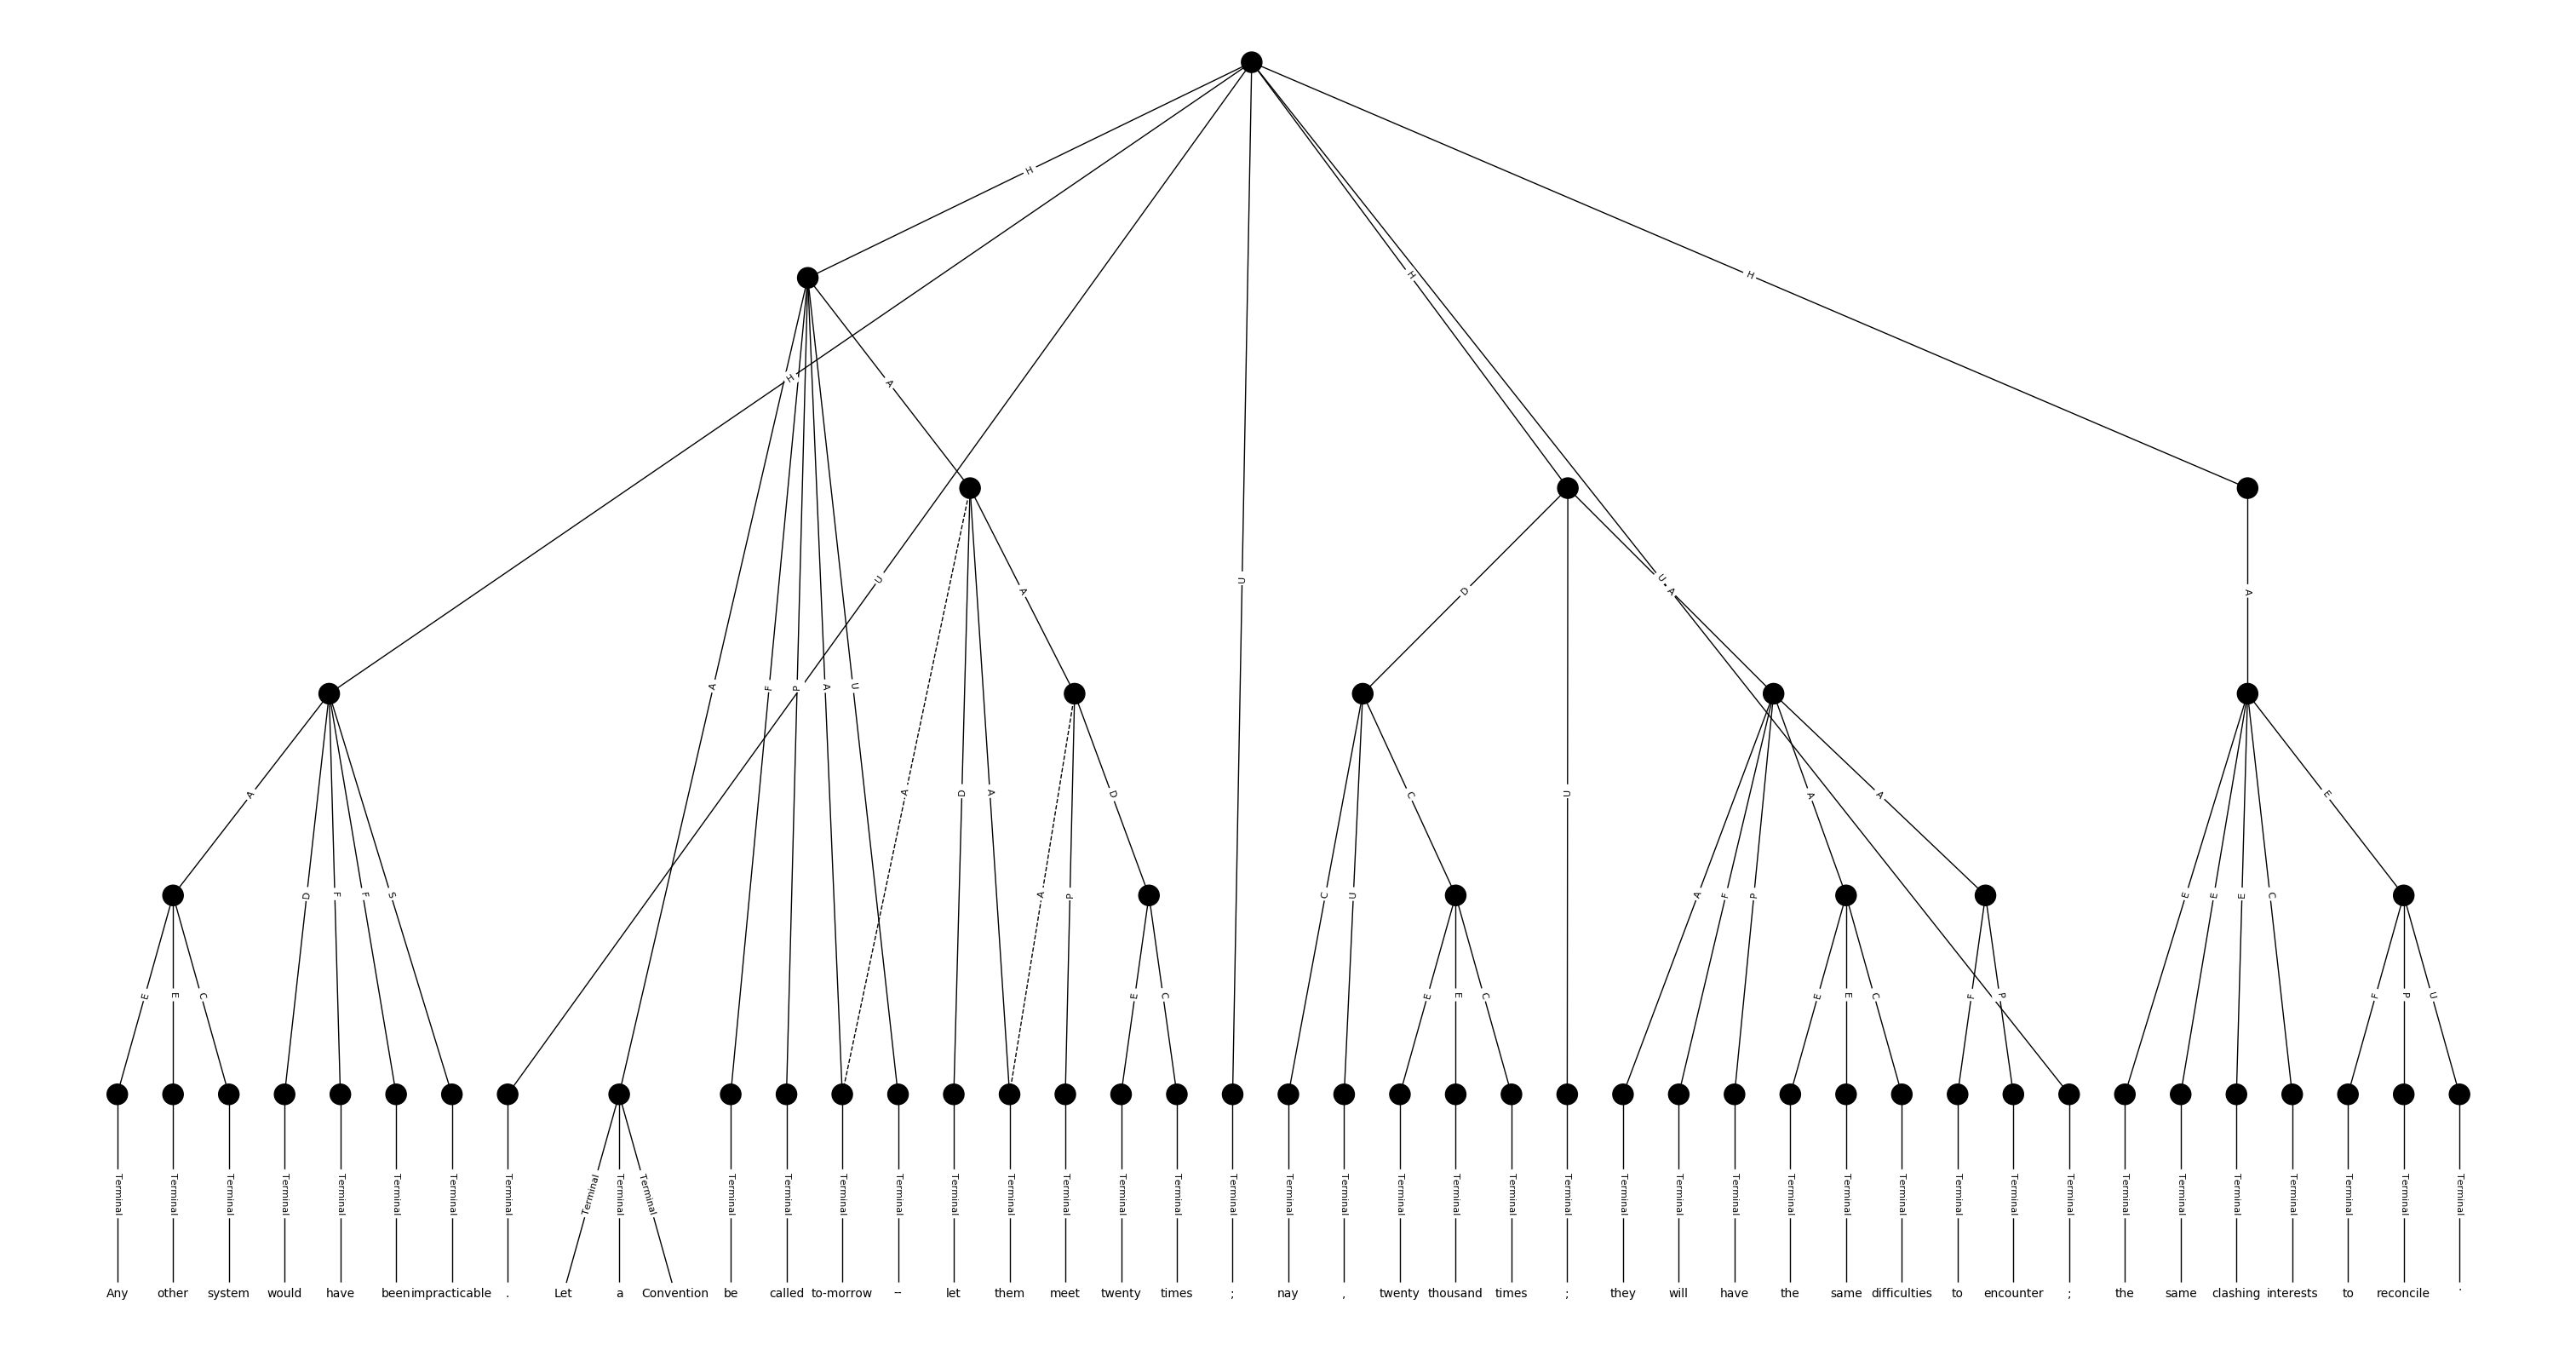 H
H
H
H
A
H
U
U
U
A
D
A
A
A
F
P
A
U
A
D
A
U
A
C
A
A
D
F
F
S
A
P
D
C
U
A
F
P
E
E
E
C
E
E
C
E
C
E
E
C
E
E
C
F
P
F
P
U
Terminal Terminal Terminal Terminal Terminal Terminal Terminal Terminal Terminal Terminal Terminal Terminal Terminal Terminal Terminal Terminal Terminal Terminal Terminal Terminal Terminal Terminal Terminal Terminal Terminal Terminal Terminal Terminal Terminal Terminal Terminal Terminal Terminal Terminal Terminal Terminal Terminal Terminal Terminal Terminal Terminal Terminal Terminal
Any other system would have been impracticable . Let a Convention be called to-morrow -- let them meet twenty times ; nay , twenty thousand times ; they will have the same difficulties to encounter ; the same clashing interests to reconcile .